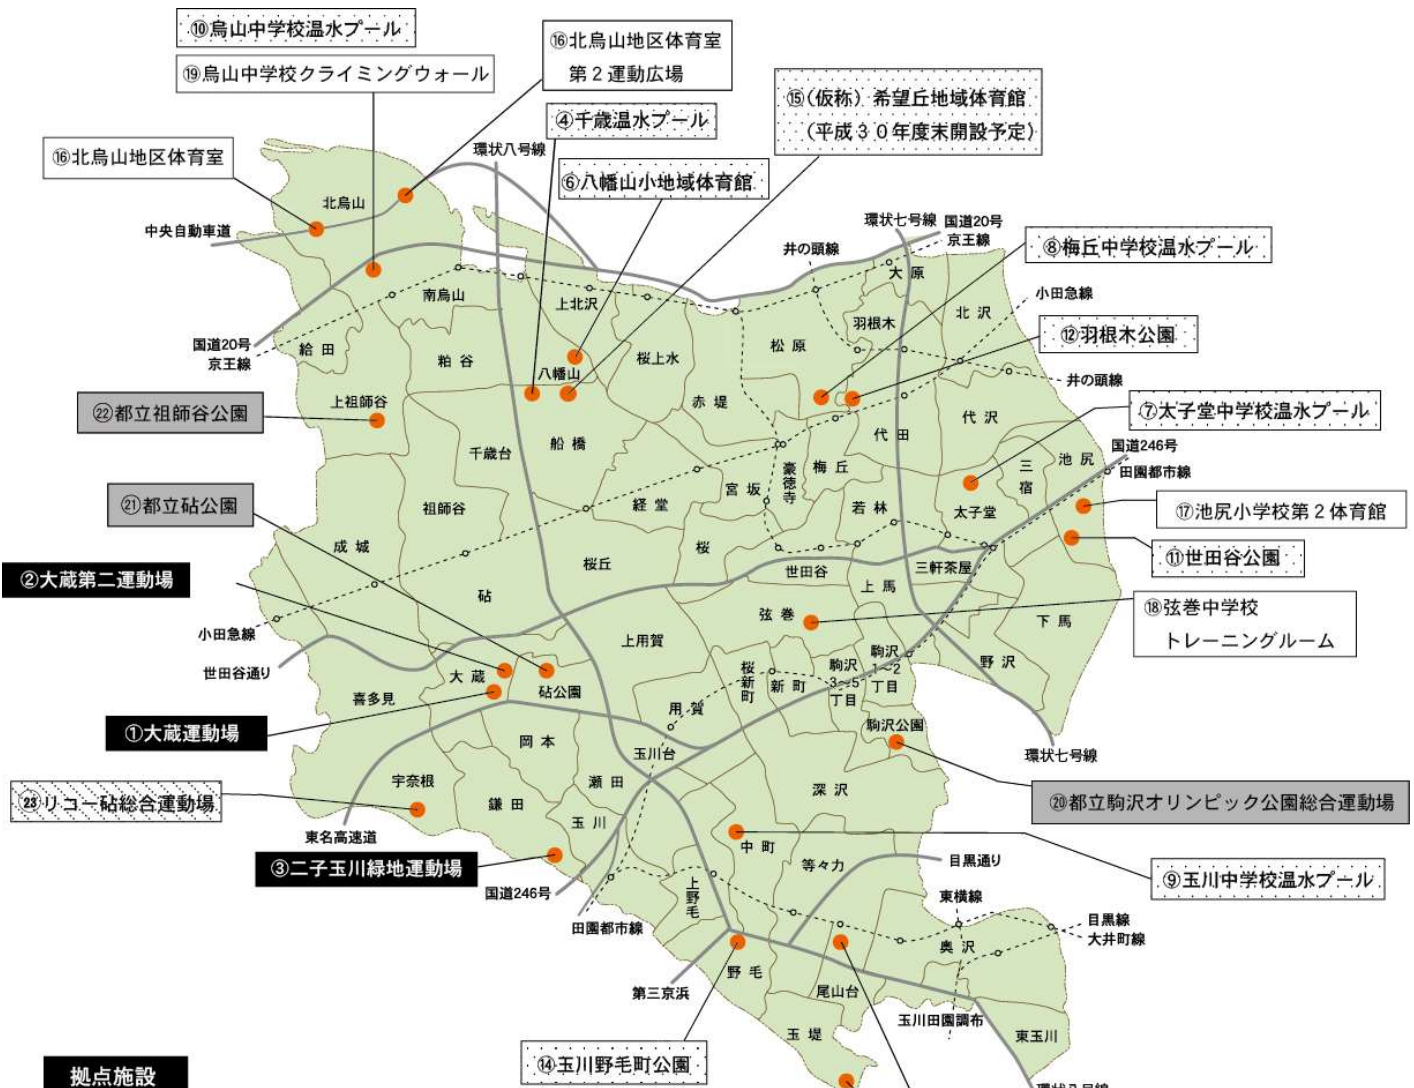 ⑩烏山中学校温水プール
⑲烏山中学校クライミングウォール
⑯北烏山地区体育室
第2運動広場
⑮(仮称)希望丘地域体育館
(平成30年度末開設予定)
④千歳温水プール
⑯北烏山地区体育室
環状八号線
⑥八幡山小地域体育館
北烏山
中央自動車道
環状七号線
国道20号
京王線
井の頭線
⑧梅丘中学校温水プール
大原
南烏山
上北沢
小田急線
北沢
羽根木
⑫羽根木公園
国道20号
京王線
給田
粕谷
八幡山
桜上水
松原
井の頭線
上祖師谷
㉒都立祖師谷公園
赤堤
代沢
⑦太子堂中学校温水プール
千歳台
船橋
代田
国道246号
田園都市線
池尻
三宿
梅丘
豪徳寺
宮坂
㉑都立砧公園
祖師谷
経堂
若林
太子堂
⑰池尻小学校第2体育館
成城
桜
⑪世田谷公園
②大蔵第二運動場
桜丘
世田谷
三軒茶屋
上馬
砧
⑱弦巻中学校
トレーニングルーム
弦巻
下馬
小田急線
世田谷通り
上用賀
野沢
大蔵
砧公園
桜新町
新町
駒沢
3〜5
丁目
駒沢
1〜2
丁目
喜多見
用賀
駒沢公園
①大蔵運動場
岡本
玉川台
環状七号線
宇奈根
瀬田
鎌田
深沢
㉓リコー砧総合運動場
⑳都立駒沢オリンピック公園総合運動場
玉川
東名高速道
中町
③二子玉川緑地運動場
等々力
目黒通り
⑨玉川中学校温水プール
国道246号
上野毛
東横線
田園都市線
目黒線
大井町線
奥沢
野毛
第三京浜
尾山台
玉川田園調布
玉堤
東玉川
⑭玉川野毛町公園
拠点施設
環状八号線